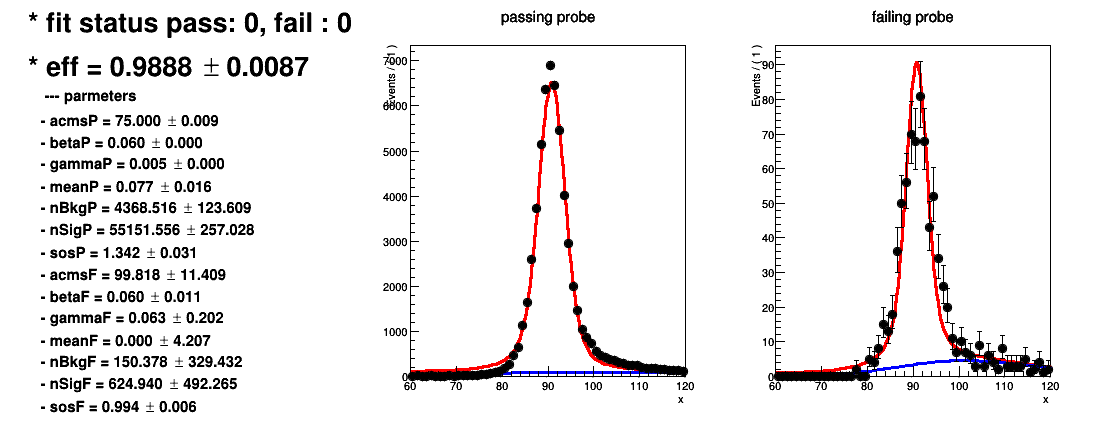 * fit status pass: 0, fail : 0
* eff = 0.9888 ± 0.0087
--- parmeters
- acmsP = 75.000 ± 0.009
- betaP = 0.060 ± 0.000
- gammaP = 0.005 ± 0.000
- meanP = 0.077 ± 0.016
- nBkgP = 4368.516 ± 123.609
- nSigP = 55151.556 ± 257.028
- sosP = 1.342 ± 0.031
- acmsF = 99.818 ± 11.409
- betaF = 0.060 ± 0.011
- gammaF = 0.063 ± 0.202
- meanF = 0.000 ± 4.207
- nBkgF = 150.378 ± 329.432
- nSigF = 624.940 ± 492.265
- sosF = 0.994 ± 0.006
passing probe
Events / ( 1 )
7000
6000
5000
4000
3000
2000
1000
0
60 70 80 90 100 110 120
x
failing probe
Events / ( 1 )
90
80
70
60
50
40
30
20
10
0
60 70 80 90 100 110 120
x